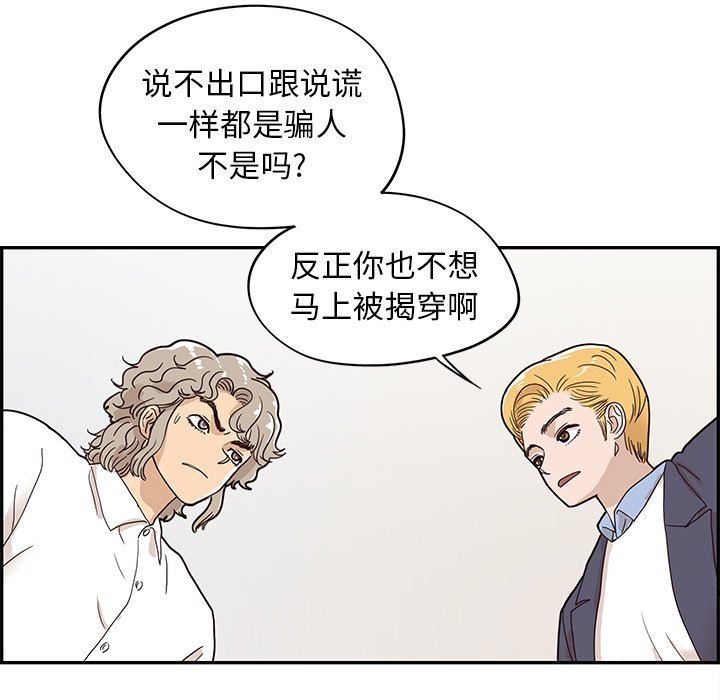 说不出口跟说谎
一样都是骗人
不是吗?
反正你也不想
马上被揭穿啊